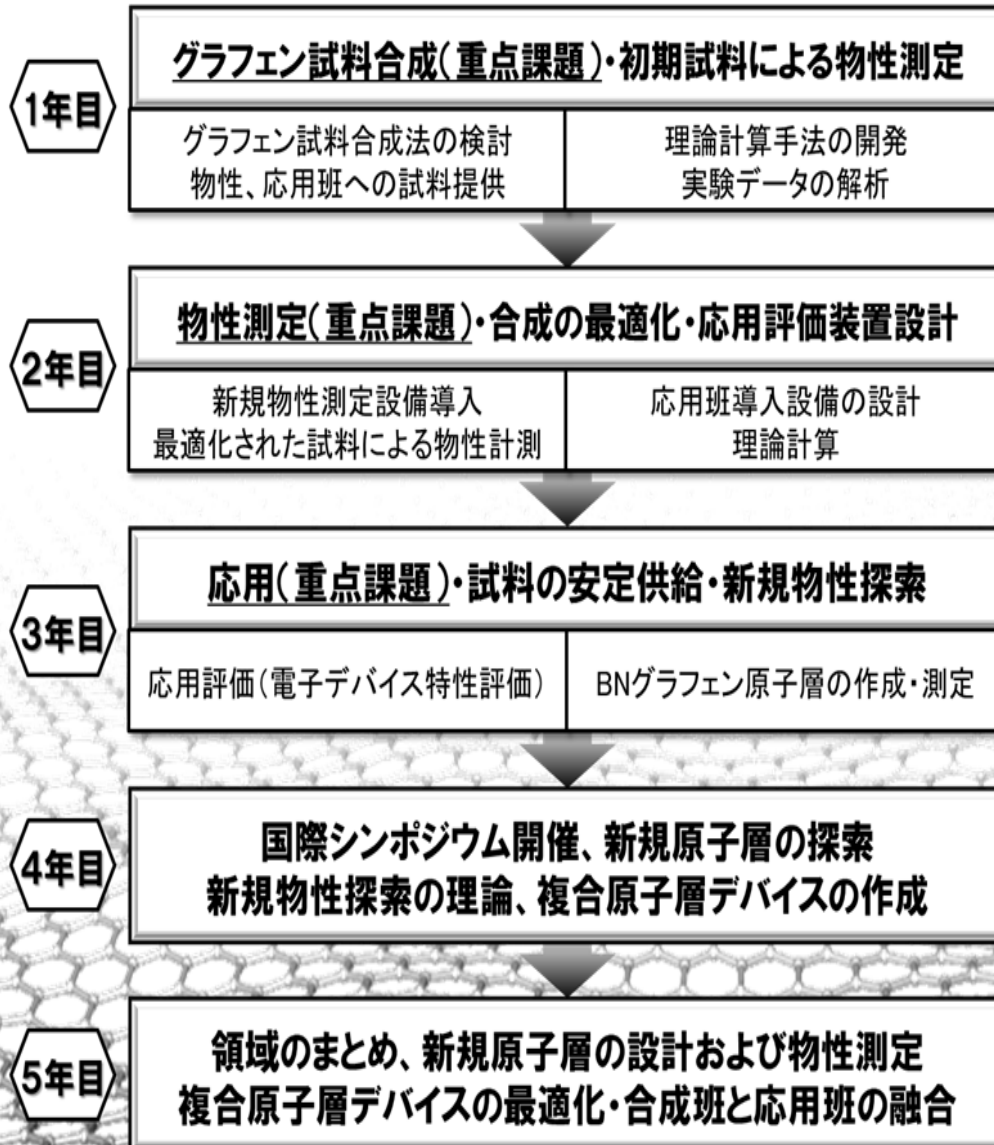 1年目
グラフェン試料合成(重点課題)・初期試料による物性測定
グラフェン試料合成法の検討
物性、応用班への試料提供
理論計算手法の開発
実験データの解析
2年目
物性測定(重点課題)・合成の最適化・応用評価装置設計
新規物性測定設備導入
最適化された試料による物性計測
応用班導入設備の設計
理論計算
3年目
応用(重点課題)・試料の安定供給・新規物性探索
応用評価(電子デバイス特性評価)
BNグラフェン原子層の作成・測定
4年目
国際シンポジウム開催、新規原子層の探索
新規物性探索の理論、複合原子層デバイスの作成
5年目
領域のまとめ、新規原子層の設計および物性測定
複合原子層デバイスの最適化・合成班と応用班の融合